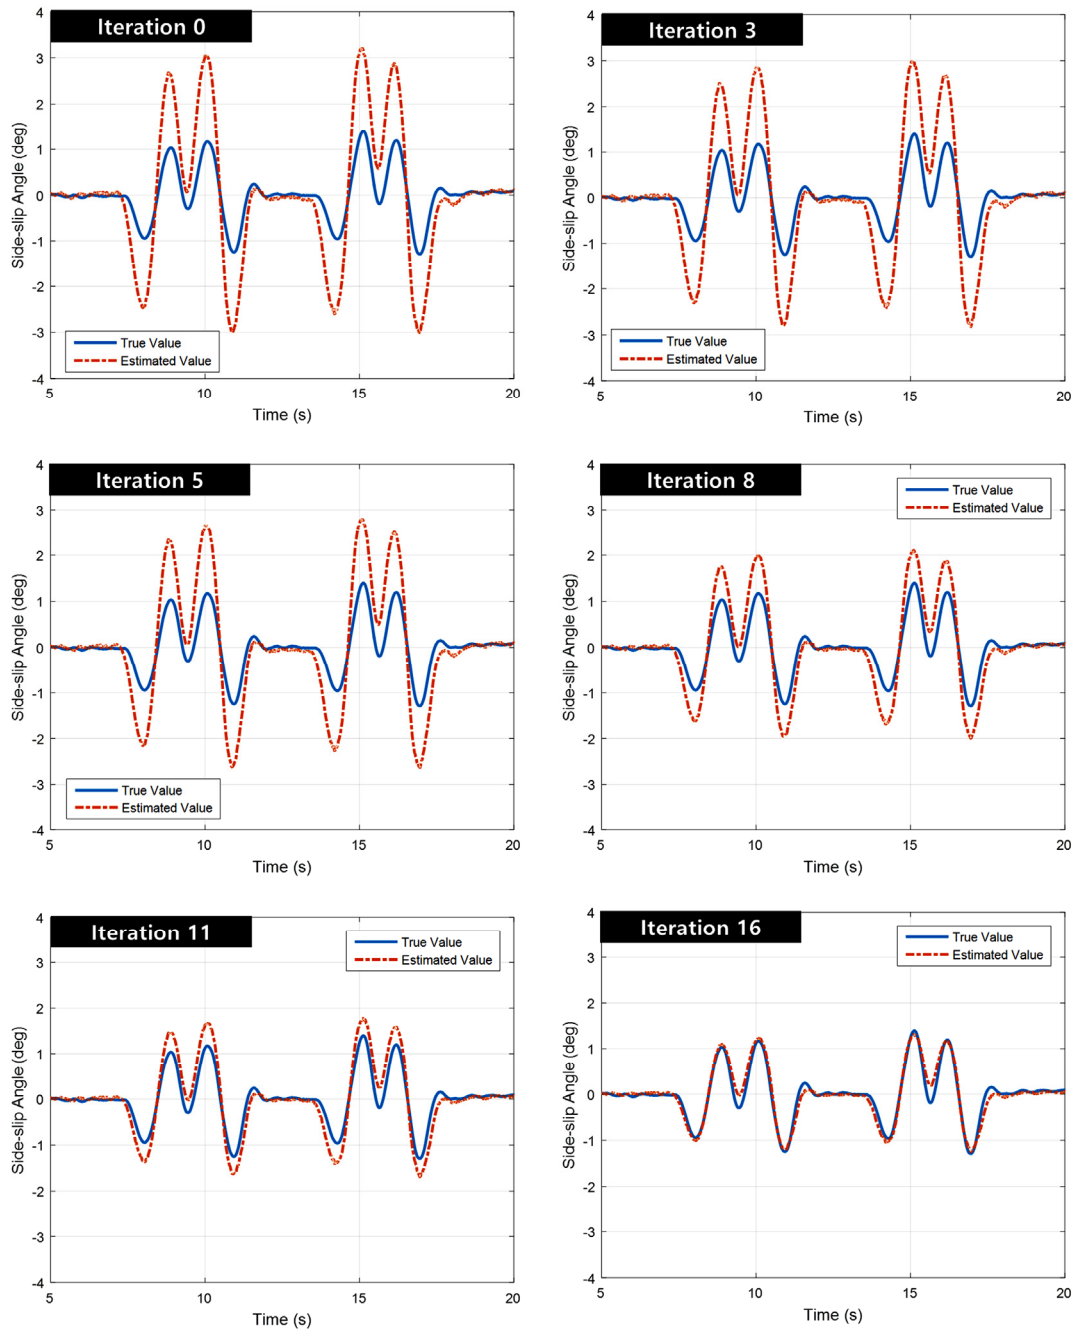 Iteration 0
4
3
2
1
0
-1
-2
-3
-4
Side-slip Angle (deg)
True Value
Estimated Value
5
10
15
20
Time (s)
Iteration 3
4
3
2
1
0
-1
-2
-3
-4
Side-slip Angle (deg)
True Value
Estimated Value
5
10
15
20
Time (s)
Iteration 5
4
3
2
1
0
-1
-2
-3
-4
Side-slip Angle (deg)
True Value
Estimated Value
5
10
15
20
Time (s)
Iteration 8
4
3
2
1
0
-1
-2
-3
-4
Side-slip Angle (deg)
True Value
Estimated Value
5
10
15
20
Time (s)
Iteration 11
4
3
2
1
0
-1
-2
-3
-4
Side-slip Angle (deg)
True Value
Estimated Value
5
10
15
20
Time (s)
Iteration 16
4
3
2
1
0
-1
-2
-3
-4
Side-slip Angle (deg)
True Value
Estimated Value
5
10
15
20
Time (s)